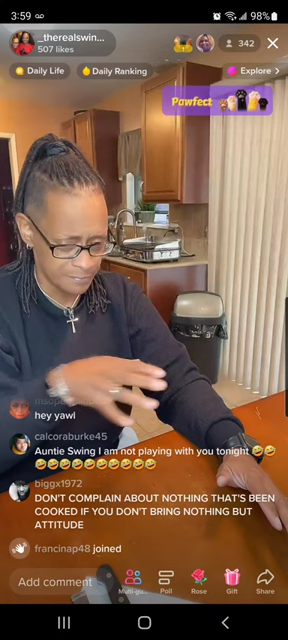 3:59
98%
_therealswin...
507 likes
342
Daily Life
Daily Ranking
Explore >
Pawfect
hey yawl
calcoraburke45
Auntie Swing I am not playing with you tonight 🤣🤣
🤣🤣🤣🤣🤣🤣🤣🤣🤣🤣
biggx1972
DON'T COMPLAIN ABOUT NOTHING THAT'S BEEN
COOKED IF YOU DON'T BRING NOTHING BUT
ATTITUDE
francinap48 joined
Add comment
Multi-gu...
Poll
Rose
Gift
Share